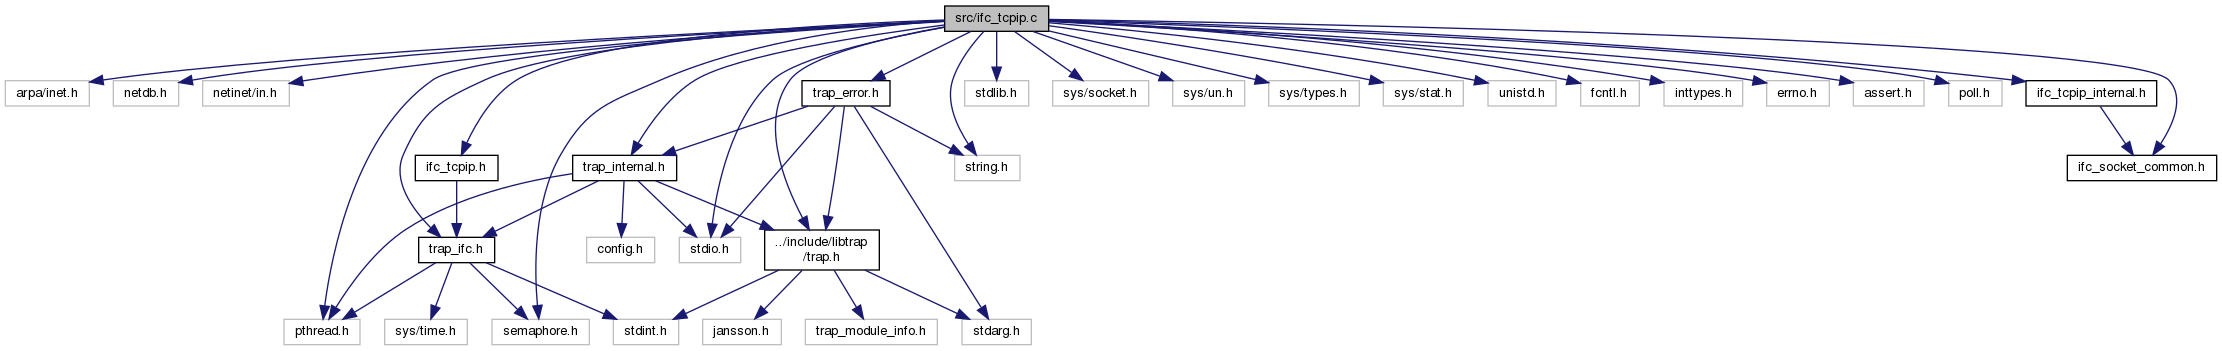 src/ifc_tcpip.c
arpa/inet.h
netdb.h
netinet/in.h
trap_error.h
stdlib.h
sys/socket.h
sys/un.h
sys/types.h
sys/stat.h
unistd.h
fcntl.h
inttypes.h
errno.h
assert.h
poll.h
ifc_tcpip_internal.h
ifc_tcpip.h
trap_internal.h
string.h
ifc_socket_common.h
trap_ifc.h
config.h
stdio.h
../include/libtrap
/trap.h
pthread.h
sys/time.h
semaphore.h
stdint.h
jansson.h
trap_module_info.h
stdarg.h